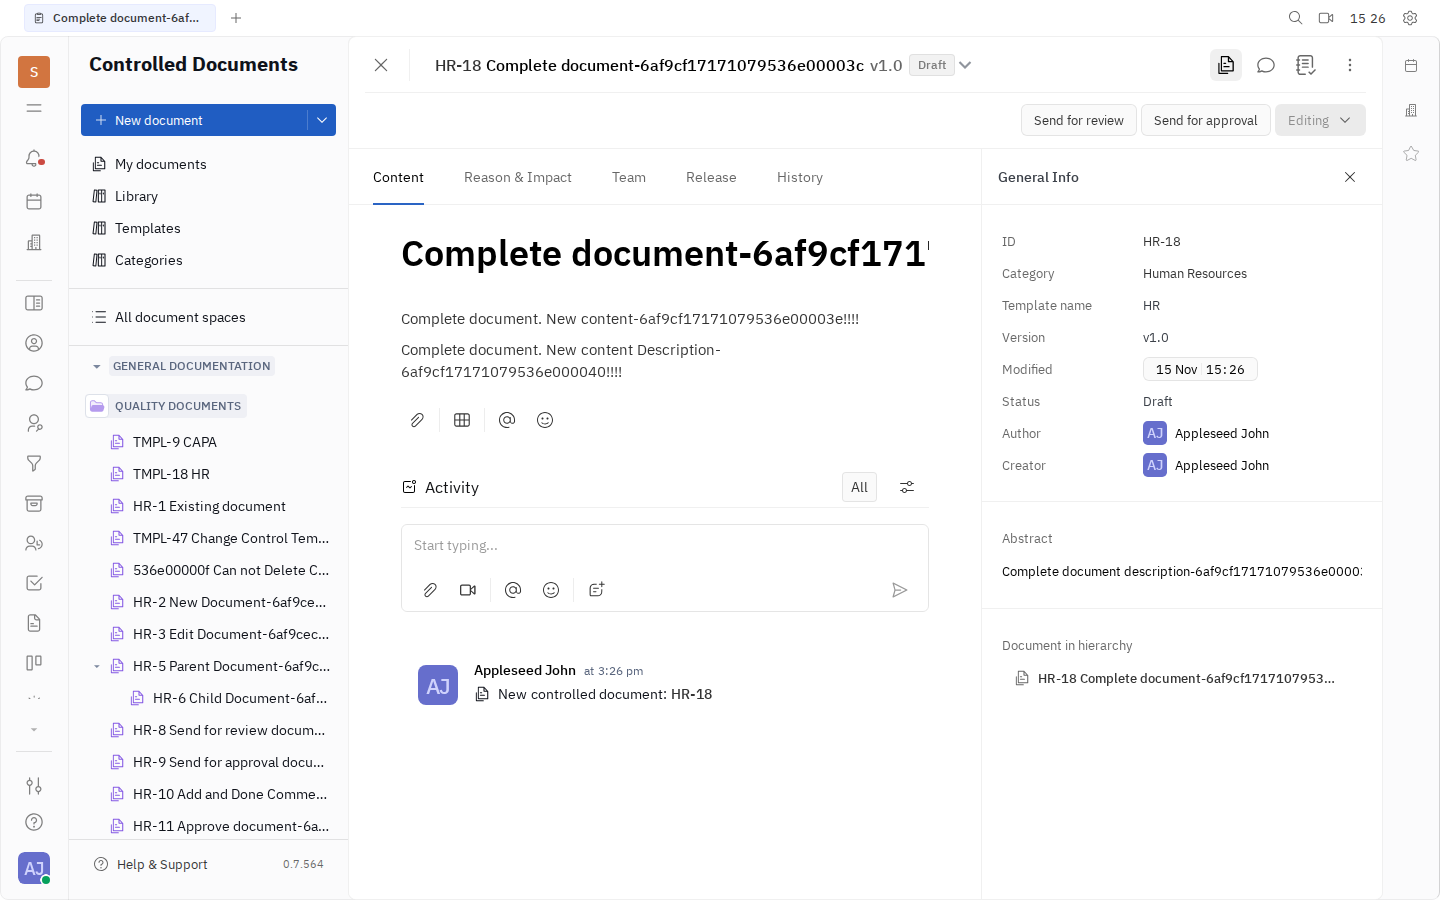 Complete document-6af...
15 26
S
Controlled Documents
New document
My documents
Library
Templates
Categories
All document spaces
GENERAL DOCUMENTATION
QUALITY DOCUMENTS
TMPL-9 CAPA
TMPL-18 HR
HR-1 Existing document
TMPL-47 Change Control Tem...
536e00000f Can not Delete C...
HR-2 New Document-6af9ce...
HR-3 Edit Document-6af9cec...
HR-5 Parent Document-6af9c...
HR-6 Child Document-6af...
HR-8 Send for review docum...
HR-9 Send for approval docu...
HR-10 Add and Done Comme...
HR-11 Approve document-6a...
Help & Support
0.7.564
AJ
HR-18 Complete document-6af9cf17171079536e00003c v1.0 Draft
Send for review
Send for approval
Editing
Content
Reason & Impact
Team
Release
History
Complete document-6af9cf171
Complete document. New content-6af9cf17171079536e00003e!!!!
Complete document. New content Description-
6af9cf17171079536e000040!!!!
Activity
All
Start typing...
AJ
Appleseed John at 3:26 pm
New controlled document: HR-18
General Info
ID HR-18
Category Human Resources
Template name HR
Version v1.0
Modified 15 Nov 15:26
Status Draft
Author AJ Appleseed John
Creator AJ Appleseed John
Abstract
Complete document description-6af9cf17171079536e0000
Document in hierarchy
HR-18 Complete document-6af9cf1717107953...